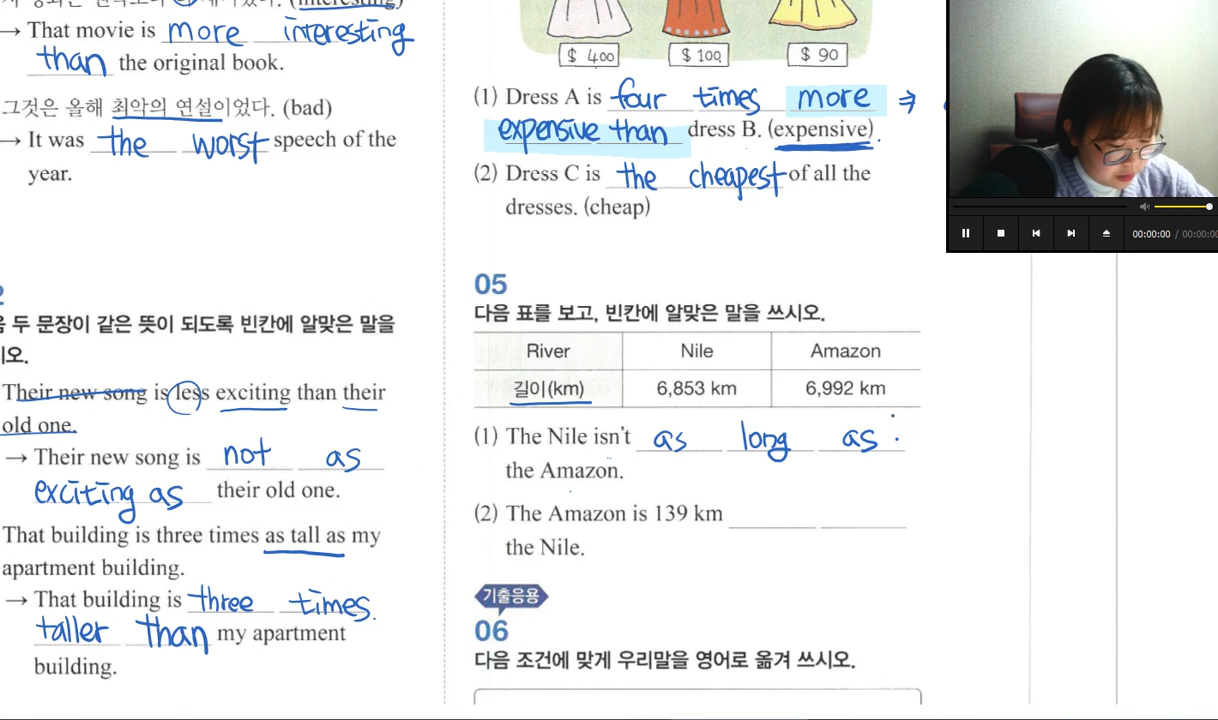 → That movie is more interesting
than the original book.
그것은 올해 최악의 연설이었다. (bad)
→ It was the worst speech of the
year.
두 문장이 같은 뜻이 되도록 빈칸에 알맞은 말을
시오.
Their new song is less exciting than their
old one.
→ Their new song is not as
exciting as their old one.
That building is three times as tall as my
apartment building.
→ That building is three times
taller than my apartment
building.
$ 400 $ 100 $ 90
(1) Dress A is four times more ⇒
expensive than dress B. (expensive).
(2) Dress C is the cheapest of all the
dresses. (cheap)
05
다음 표를 보고, 빈칸에 알맞은 말을 쓰시오.
River Nile Amazon
길이(km) 6,853 km 6,992 km
(1) The Nile isn't as long as
the Amazon.
(2) The Amazon is 139 km
the Nile.
기출응용
06
다음 조건에 맞게 우리말을 영어로 옮겨 쓰시오.
00:00:00 / 00:00:00